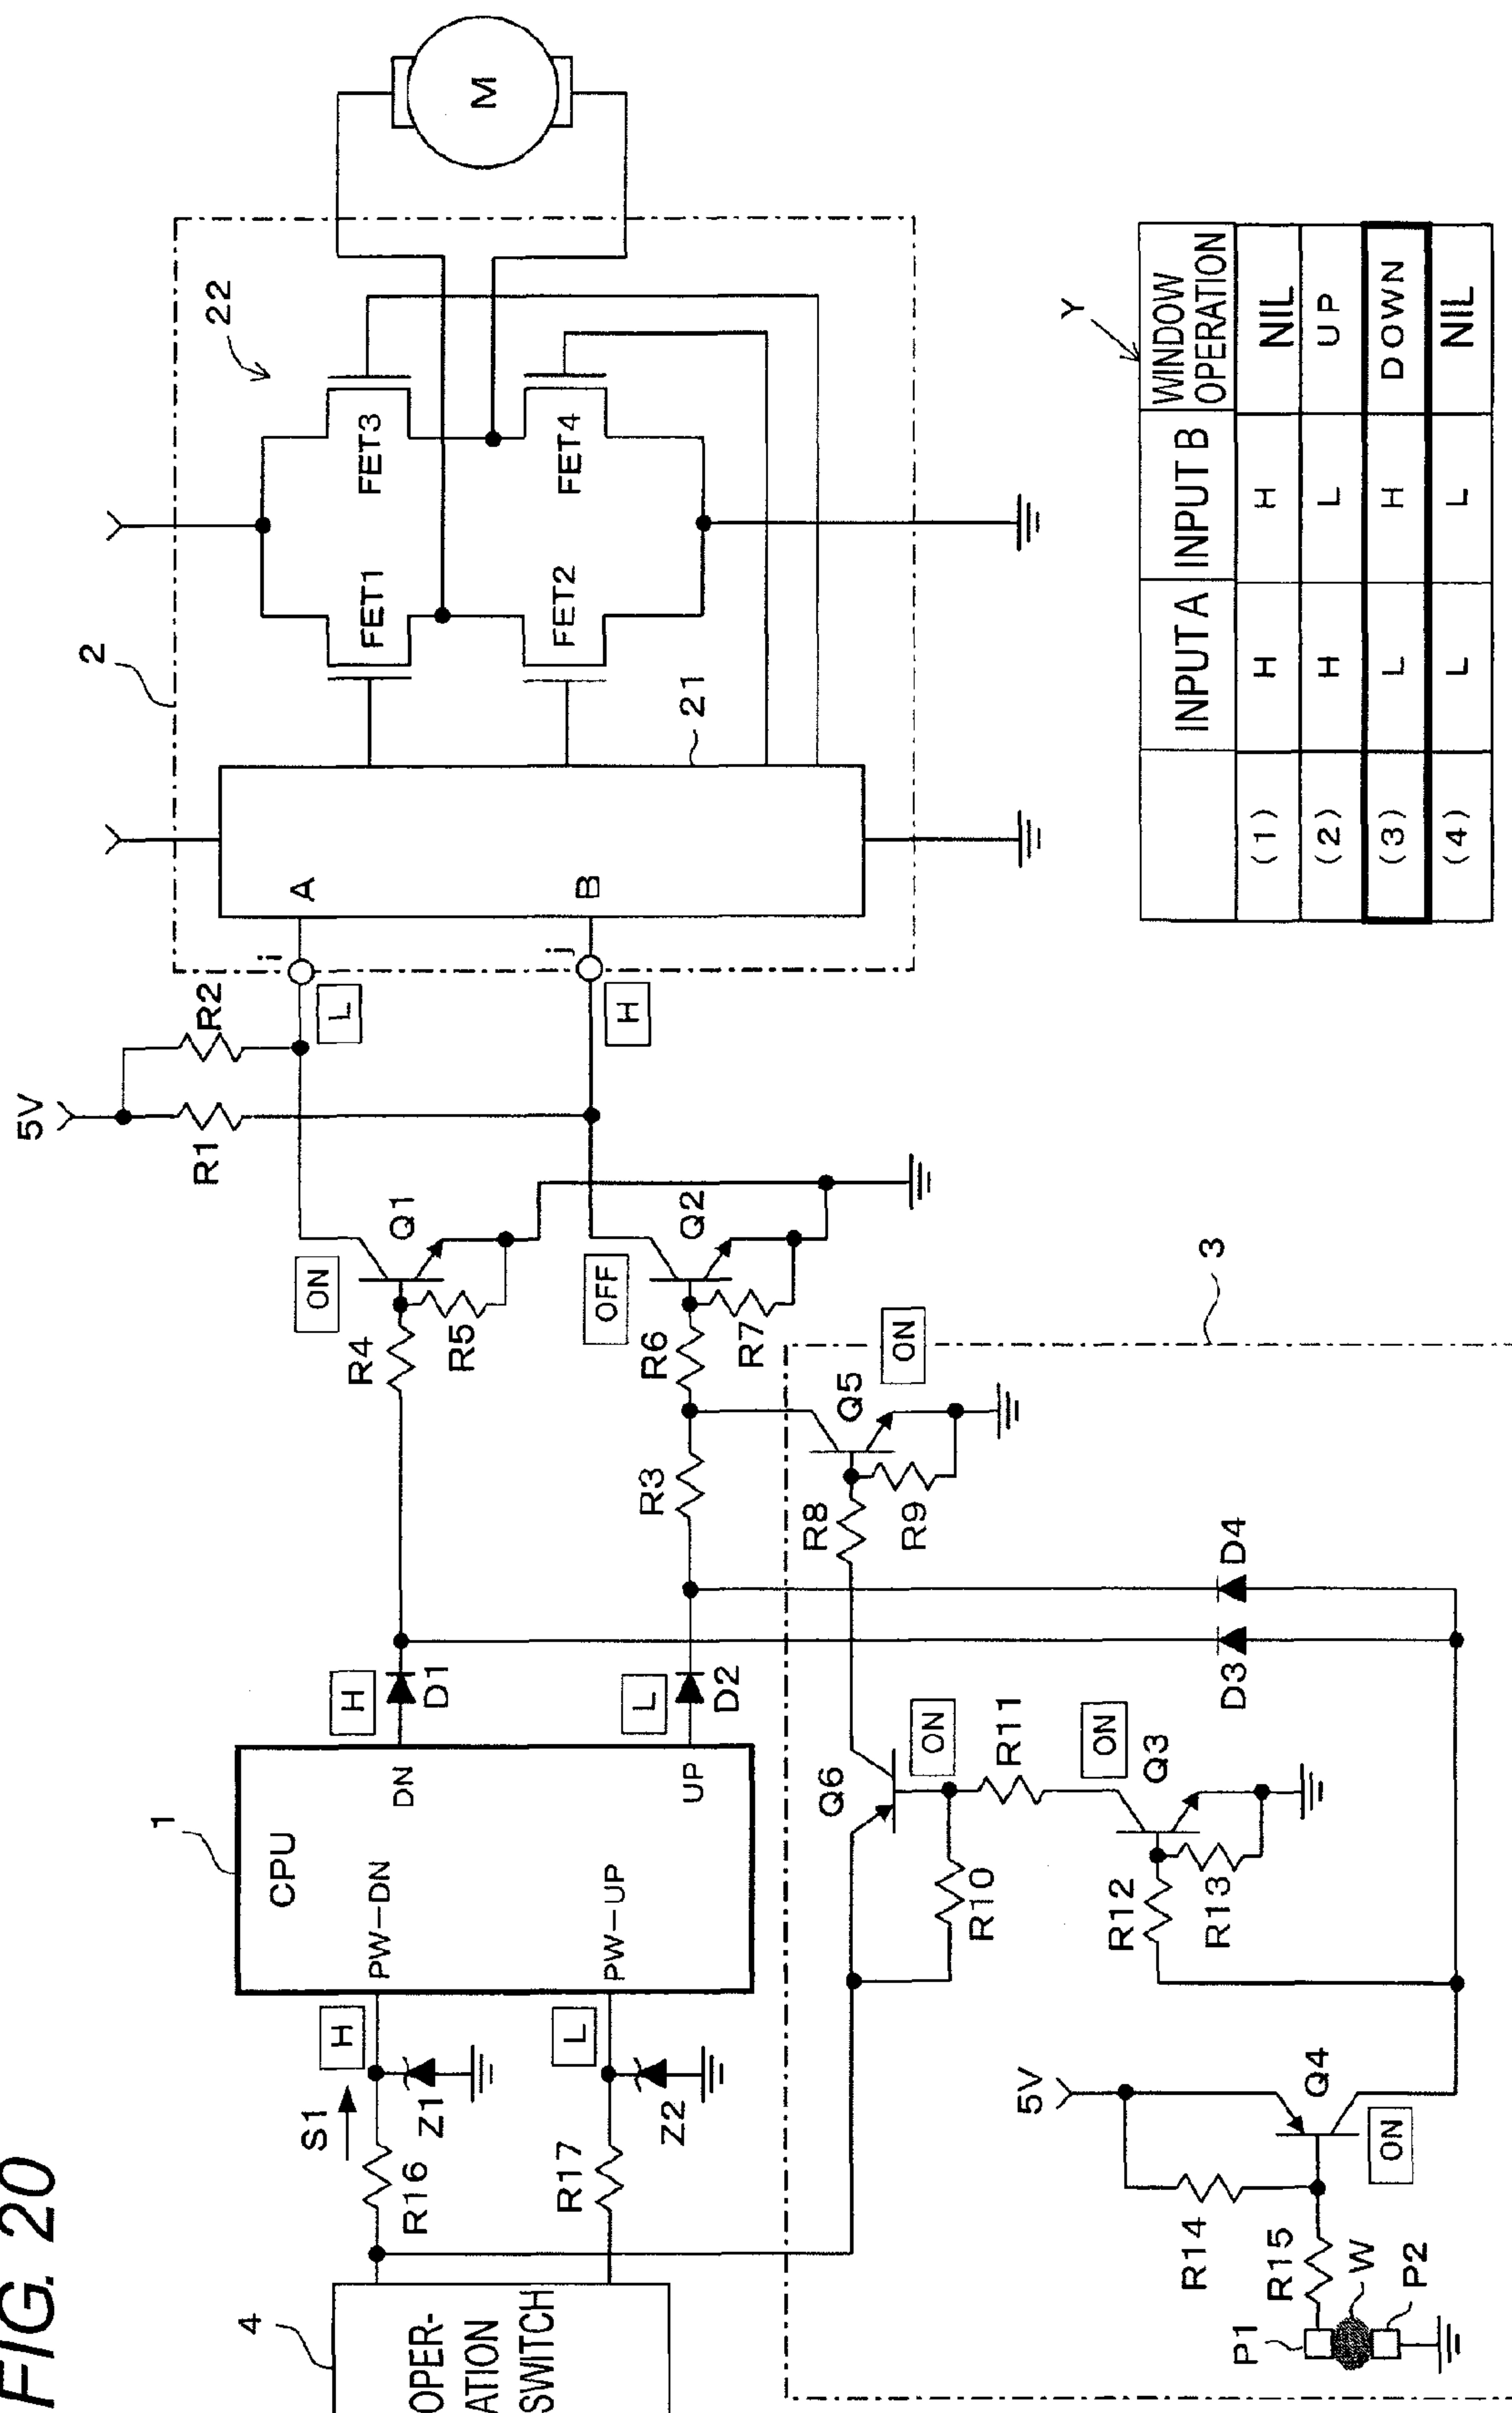 FIG. 20
4
OPER-
ATION
SWITCH
R16
R17
S1
Z1
Z2
H
L
1
CPU
PW-DN
PW-UP
DN
UP
H
L
D1
D2
R4
R5
ON
Q1
R3
R6
R7
OFF
Q2
5V
R1
R2
L
H
i
j
2
A
B
21
22
FET1
FET2
FET3
FET4
M
3
R8
R9
Q5
ON
Q6
ON
R10
R11
ON
Q3
R12
R13
D3
D4
5V
Q4
ON
R14
R15
W
P1
P2
Y
INPUT A INPUT B WINDOW OPERATION
(1) H H NIL
(2) H L UP
(3) L H DOWN
(4) L L NIL